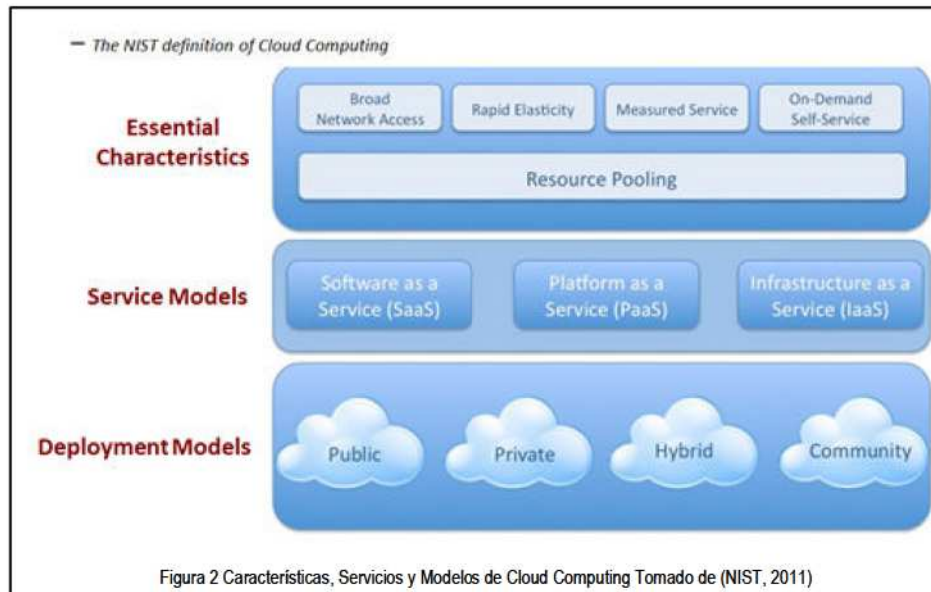 – The NIST definition of Cloud Computing
Essential
Characteristics
Broad
Network Access
Rapid Elasticity
Measured Service
On-Demand
Self-Service
Resource Pooling
Service Models
Software as a
Service (SaaS)
Platform as a
Service (PaaS)
Infrastructure as a
Service (IaaS)
Deployment Models
Public
Private
Hybrid
Community
Figura 2 Características, Servicios y Modelos de Cloud Computing Tomado de (NIST, 2011)